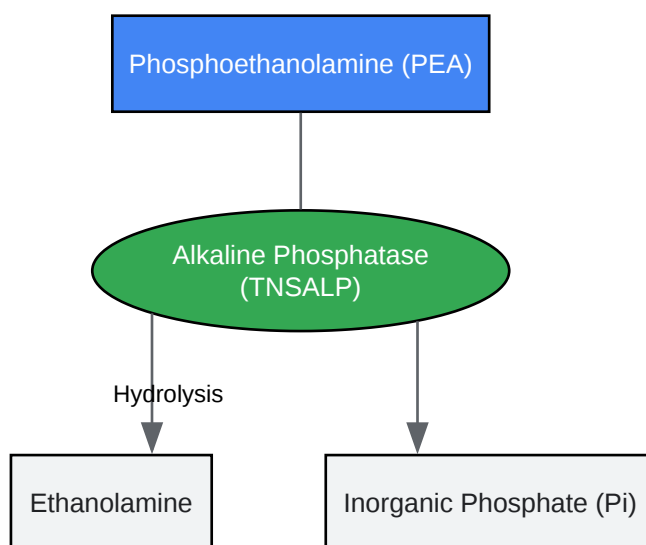 Phosphoethanolamine (PEA)
Alkaline Phosphatase
(TNSALP)
Hydrolysis
Ethanolamine
Inorganic Phosphate (Pi)